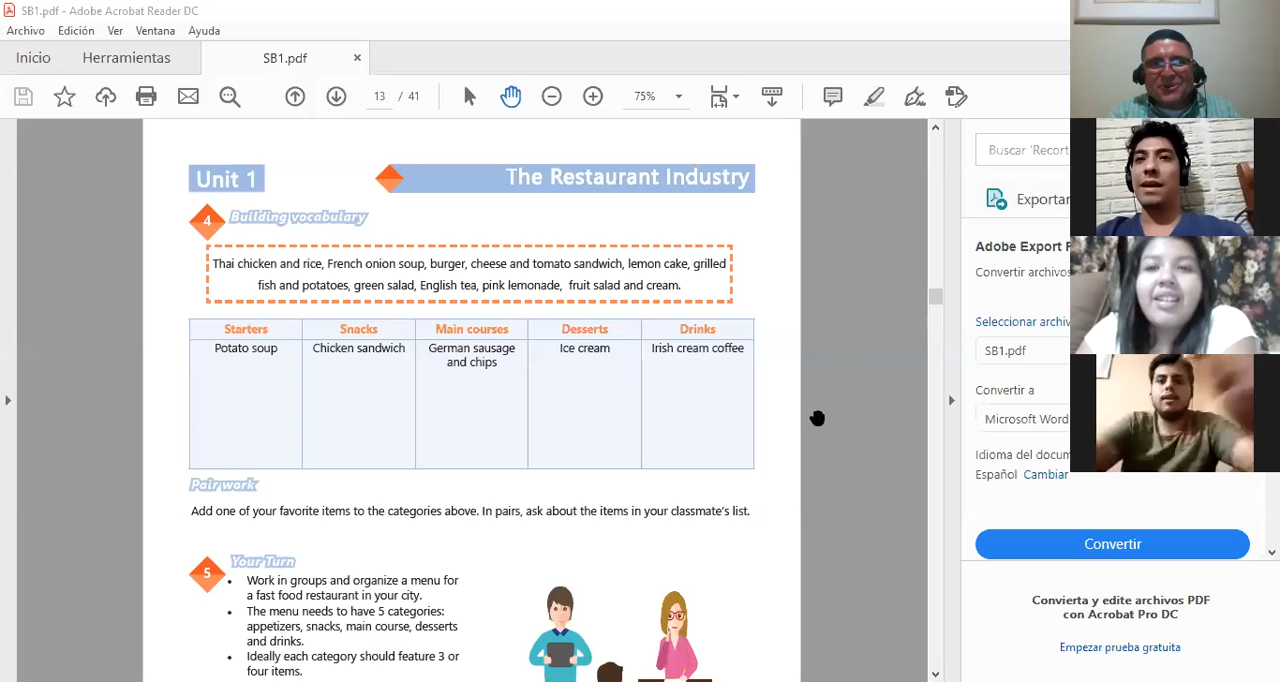 SB1.pdf - Adobe Acrobat Reader DC
Archivo Edición Ver Ventana Ayuda
Inicio Herramientas SB1.pdf ×
13 / 41 75%
Unit 1 The Restaurant Industry
4 Building vocabulary
Thai chicken and rice, French onion soup, burger, cheese and tomato sandwich, lemon cake, grilled
fish and potatoes, green salad, English tea, pink lemonade, fruit salad and cream.
Starters Snacks Main courses Desserts Drinks
Potato soup Chicken sandwich German sausage Ice cream Irish cream coffee
and chips
Pair work
Add one of your favorite items to the categories above. In pairs, ask about the items in your classmate's list.
5 Your Turn
• Work in groups and organize a menu for
a fast food restaurant in your city.
• The menu needs to have 5 categories:
appetizers, snacks, main course, desserts
and drinks.
• Ideally each category should feature 3 or
four items.
Buscar 'Recort
Exportar
Adobe Export P
Convertir archivos
Seleccionar archiv
SB1.pdf
Convertir a
Microsoft Word
Idioma del docum
Español Cambiar
Convertir
Convierta y edite archivos PDF
con Acrobat Pro DC
Empezar prueba gratuita